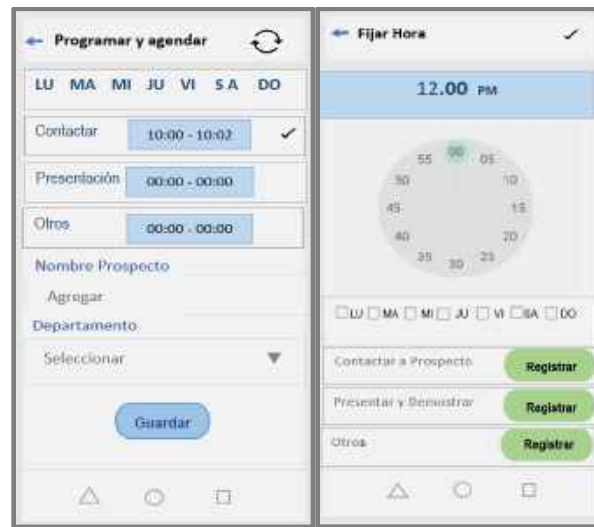 Programar y agendar
LU MA MI JU VI SA DO
Contactar 10:00 - 10:02
Presentación 00:00 - 00:00
Otros 00:00 - 00:00
Nombre Prospecto
Agregar
Departamento
Seleccionar
Guardar
Fijar Hora
12.00 PM
00
55 05
50 10
45 15
40 20
35 25
30
LU MA MI JU VI SA DO
Contactar a Prospecto Registrar
Presentar y Demostrar Registrar
Otros Registrar